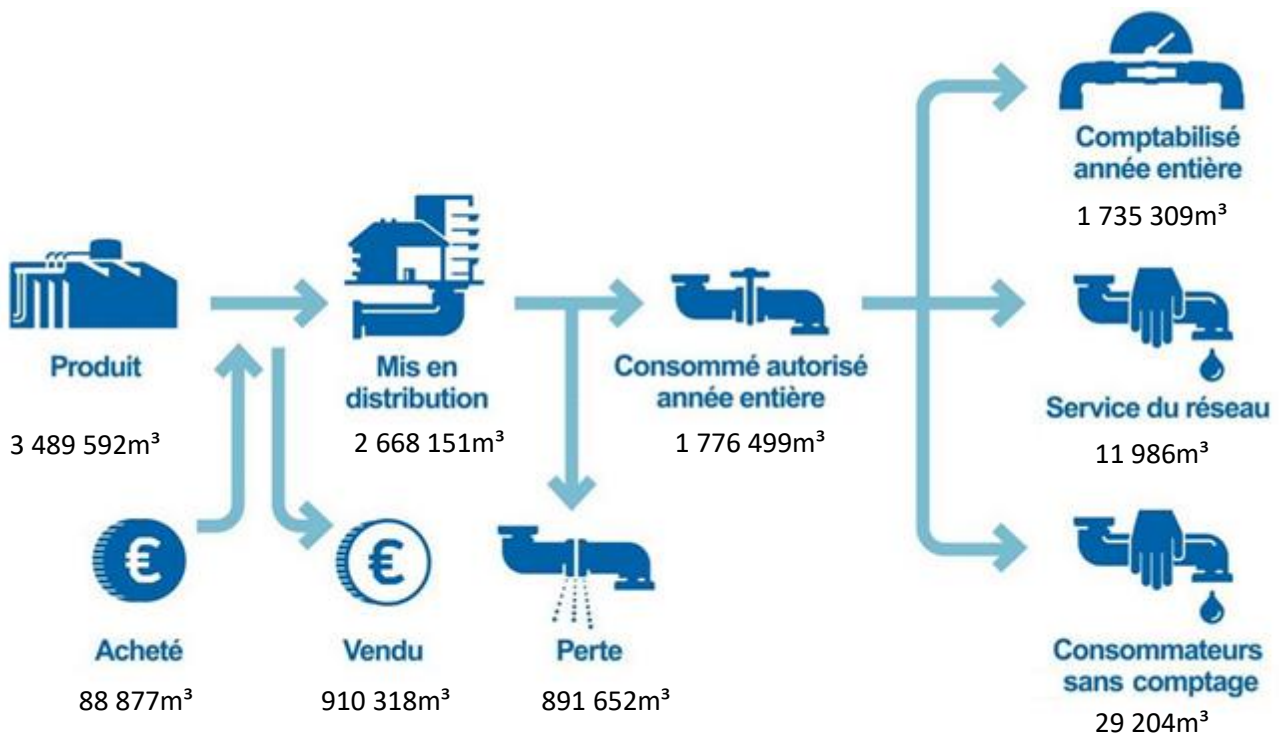 Comptabilisé
année entière
1 735 309m³
Produit
3 489 592m³
Mis en
distribution
2 668 151m³
Consommé autorisé
année entière
1 776 499m³
Service du réseau
11 986m³
€
Acheté
88 877m³
€
Vendu
910 318m³
Perte
891 652m³
Consommateurs
sans comptage
29 204m³